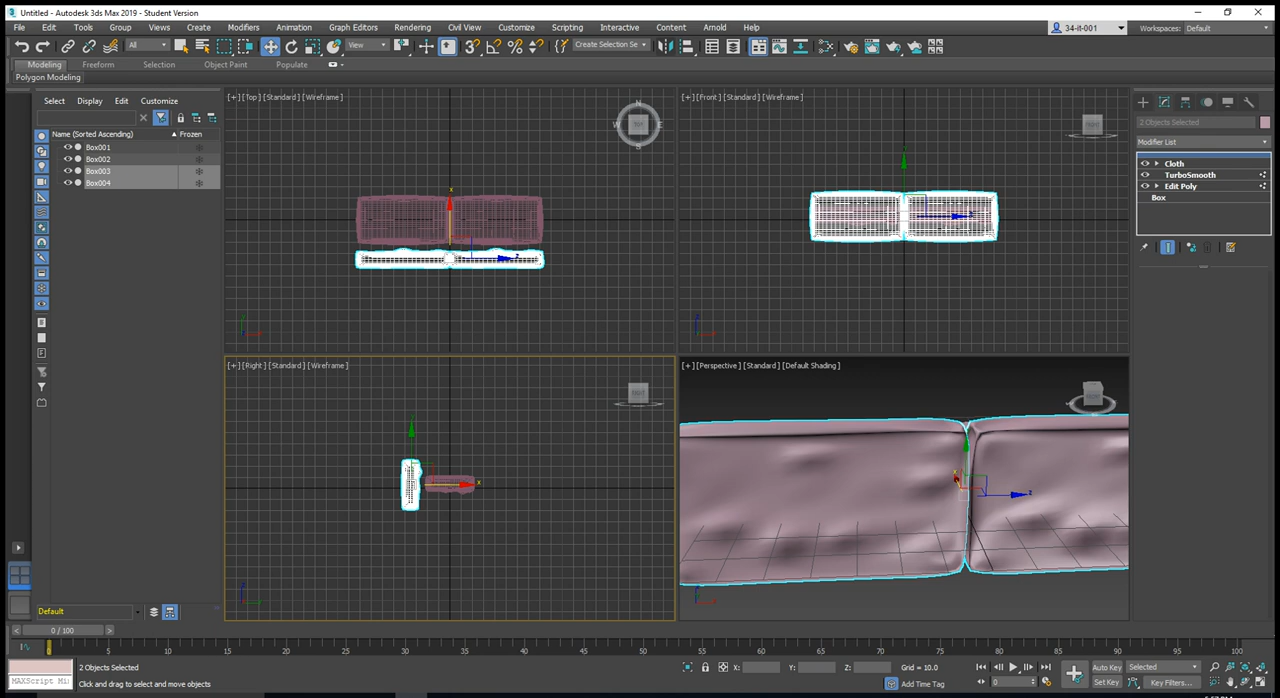 Untitled - Autodesk 3ds Max 2019 - Student Version
File Edit Tools Group Views Create Modifiers Animation Graph Editors Rendering Civil View Customize Scripting Interactive Content Arnold Help
34-it-001
Workspaces: Default
All
View
Create Selection Se
Modeling Freeform Selection Object Paint Populate
Polygon Modeling
Select Display Edit Customize
Name (Sorted Ascending) Frozen
Box001
Box002
Box003
Box004
[+] [Top] [Standard] [Wireframe]
N
W
TOP
E
S
x
z
[+] [Front] [Standard] [Wireframe]
[+] [Right] [Standard] [Wireframe]
x
[+] [Perspective] [Standard] [Default Shading]
z
2 Objects Selected
Modifier List
Cloth
TurboSmooth
Edit Poly
Box
Default
0 / 100
0 5 10 15 20 25 30 35 40 45 50 55 60 65 70 75 80 85 90 95 100
2 Objects Selected
MAXScript Mi:
Click and drag to select and move objects
X: Y: Z: Grid = 10.0
Add Time Tag
0
Auto Key Selected
Set Key Key Filters...